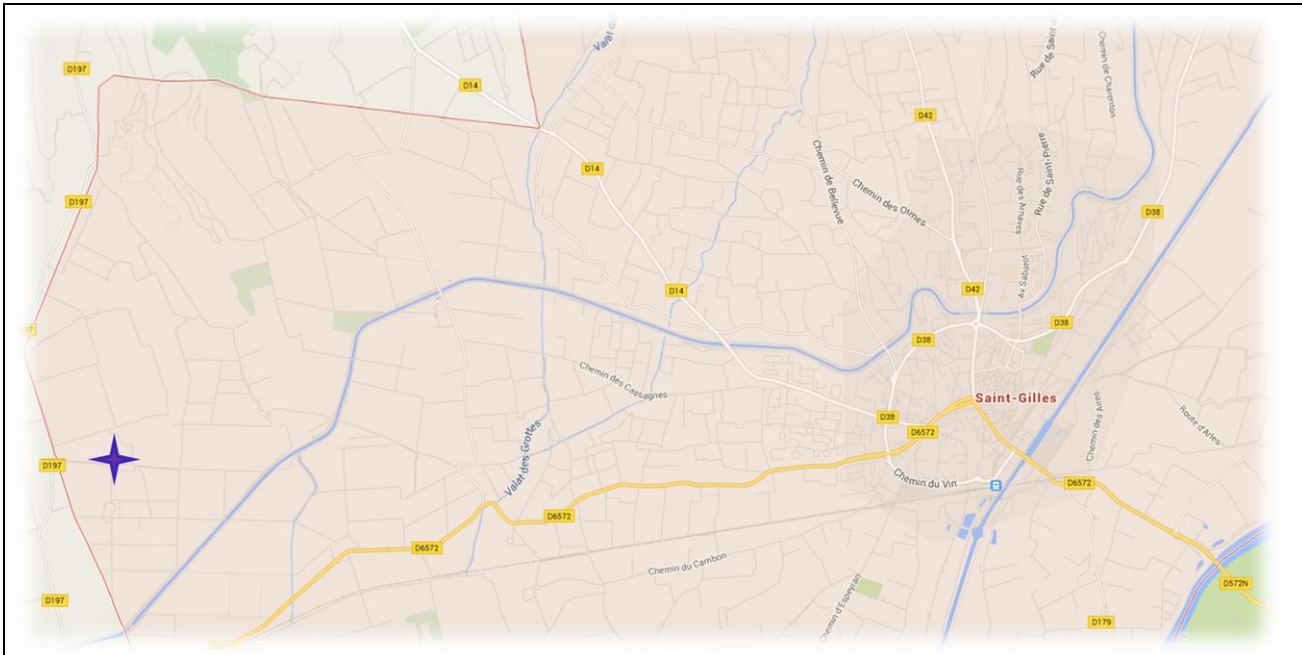 Valat d
Rue de Saint
Chemin de Charenton
D197
D14
D42
Rue de Saint-Pierre
D14
Chemin de Bellevue
Chemin des Ormes
Rue des Amaves
D197
D38
Av Sabatot
D14
D42
D38
D38
Chemin des Cassagnes
Saint-Gilles
D38
D6572
Chemin des Aires
Route d'Arles
Valat des Grottes
D197
Chemin du Vin
D6572
D6572
D6572
Chemin du Cambon
D572N
Chemin d'Espeyran
D197
D179